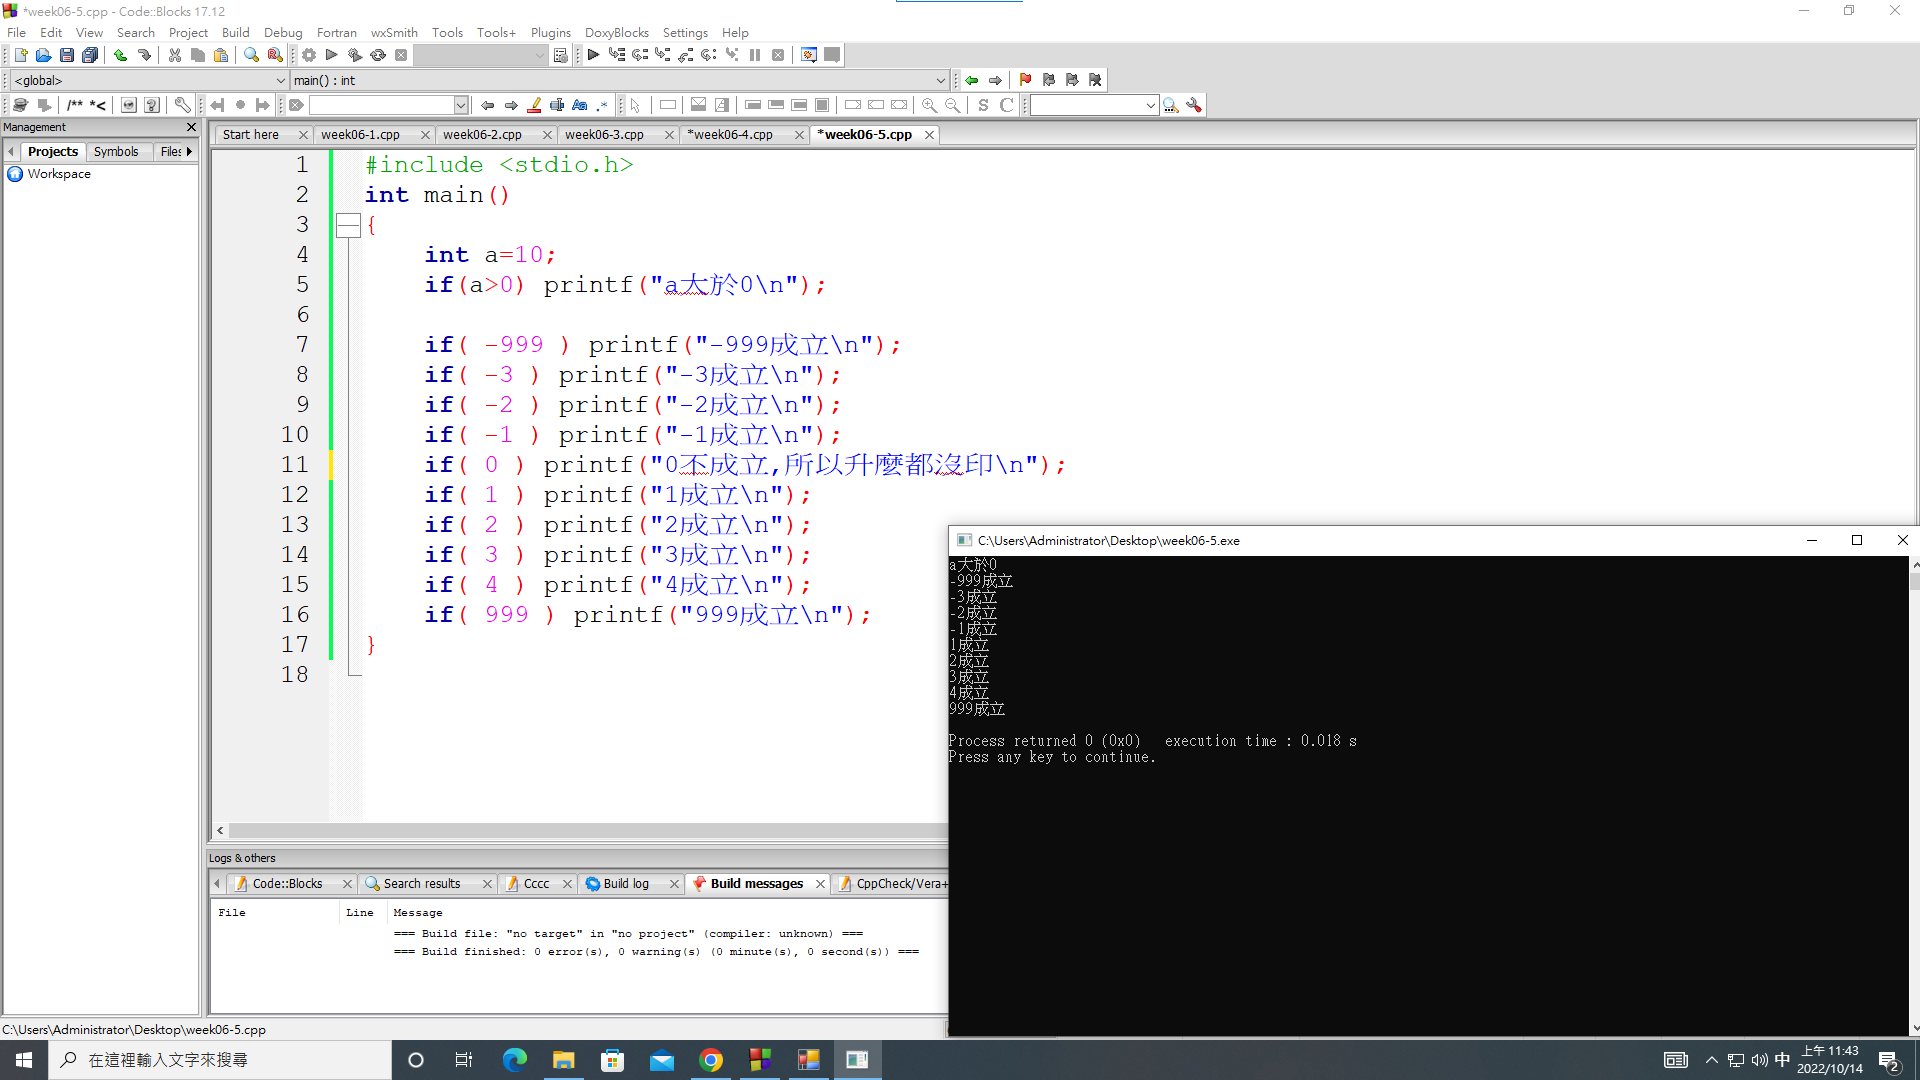 *week06-5.cpp - Code::Blocks 17.12
File Edit View Search Project Build Debug Fortran wxSmith Tools Tools+ Plugins DoxyBlocks Settings Help
<global> main() : int
/** *<
S C
Management
Projects Symbols Files
Workspace
Start here week06-1.cpp week06-2.cpp week06-3.cpp *week06-4.cpp *week06-5.cpp
1 #include <stdio.h>
2 int main()
3 {
4 int a=10;
5 if(a>0) printf("a大於0\n");
6
7 if( -999 ) printf("-999成立\n");
8 if( -3 ) printf("-3成立\n");
9 if( -2 ) printf("-2成立\n");
10 if( -1 ) printf("-1成立\n");
11 if( 0 ) printf("0不成立,所以升麼都沒印\n");
12 if( 1 ) printf("1成立\n");
13 if( 2 ) printf("2成立\n");
14 if( 3 ) printf("3成立\n");
15 if( 4 ) printf("4成立\n");
16 if( 999 ) printf("999成立\n");
17 }
18
C:\Users\Administrator\Desktop\week06-5.exe
a大於0
-999成立
-3成立
-2成立
-1成立
1成立
2成立
3成立
4成立
999成立
Process returned 0 (0x0) execution time : 0.018 s
Press any key to continue.
Logs & others
Code::Blocks Search results Cccc Build log Build messages CppCheck/Vera+
File Line Message
=== Build file: "no target" in "no project" (compiler: unknown) ===
=== Build finished: 0 error(s), 0 warning(s) (0 minute(s), 0 second(s)) ===
C:\Users\Administrator\Desktop\week06-5.cpp
在這裡輸入文字來搜尋
中
上午 11:43
2022/10/14
2